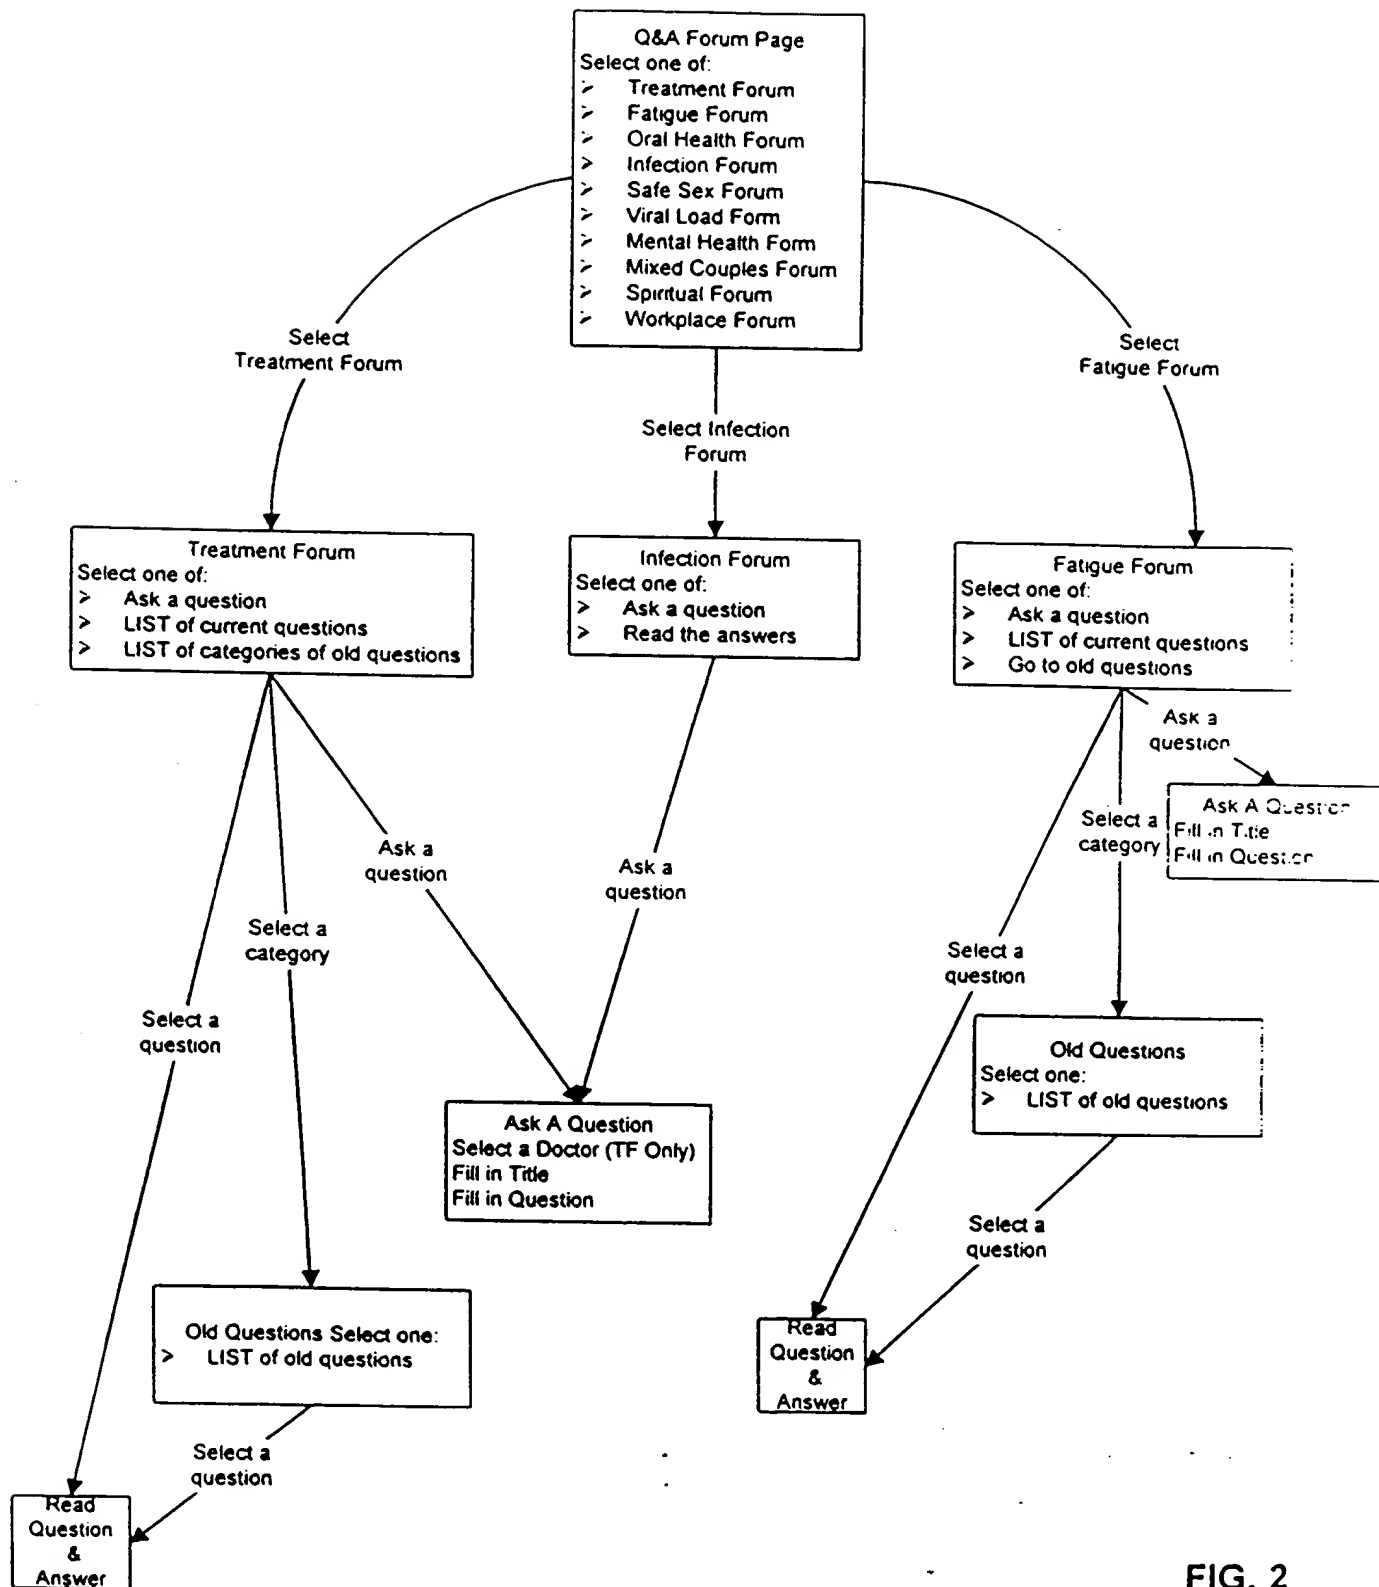 Q&A Forum Page
Select one of:
> Treatment Forum
> Fatigue Forum
> Oral Health Forum
> Infection Forum
> Safe Sex Forum
> Viral Load Form
> Mental Health Form
> Mixed Couples Forum
> Spiritual Forum
> Workplace Forum
Select
Treatment Forum
Select Infection
Forum
Select
Fatigue Forum
Treatment Forum
Select one of:
> Ask a question
> LIST of current questions
> LIST of categories of old questions
Infection Forum
Select one of:
> Ask a question
> Read the answers
Fatigue Forum
Select one of:
> Ask a question
> LIST of current questions
> Go to old questions
Ask a
question
Ask A Question
Fill in Title
Fill in Question
Select a
category
Ask a
question
Ask a
question
Select a
category
Select a
question
Select a
question
Old Questions
Select one:
> LIST of old questions
Ask A Question
Select a Doctor (TF Only)
Fill in Title
Fill in Question
Select a
question
Old Questions Select one:
> LIST of old questions
Read
Question
&
Answer
Select a
question
Read
Question
&
Answer
FIG. 2